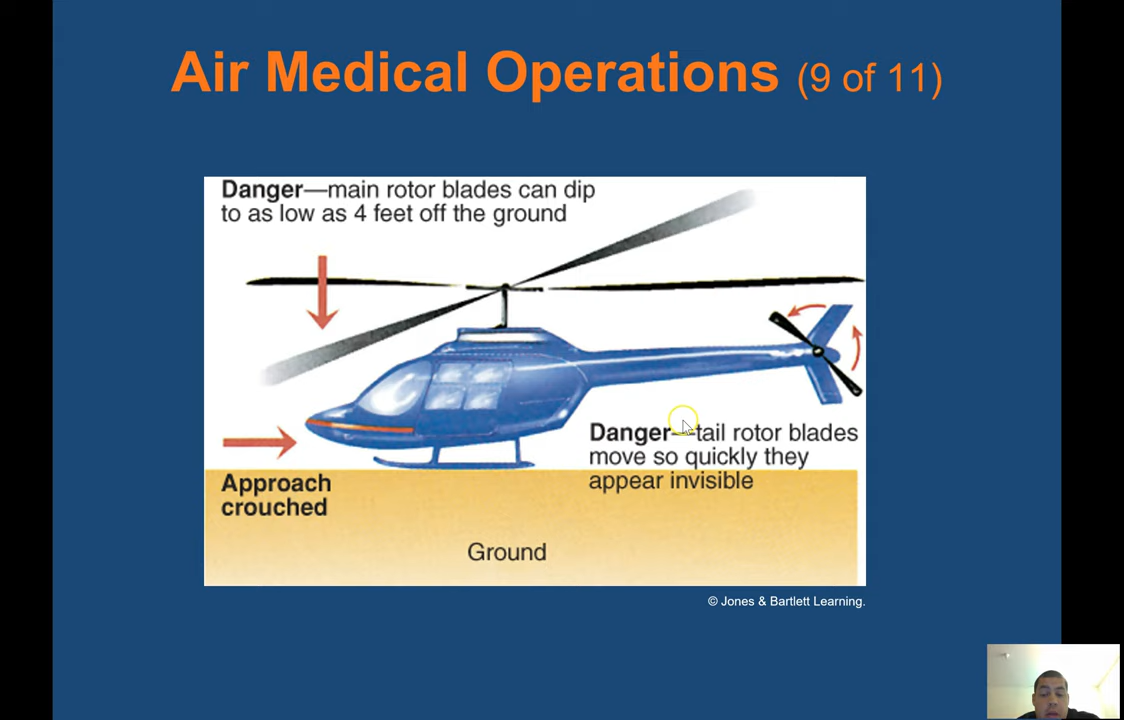 Air Medical Operations (9 of 11)
Danger—main rotor blades can dip
to as low as 4 feet off the ground
Approach
crouched
Danger—tail rotor blades
move so quickly they
appear invisible
Ground
© Jones & Bartlett Learning.